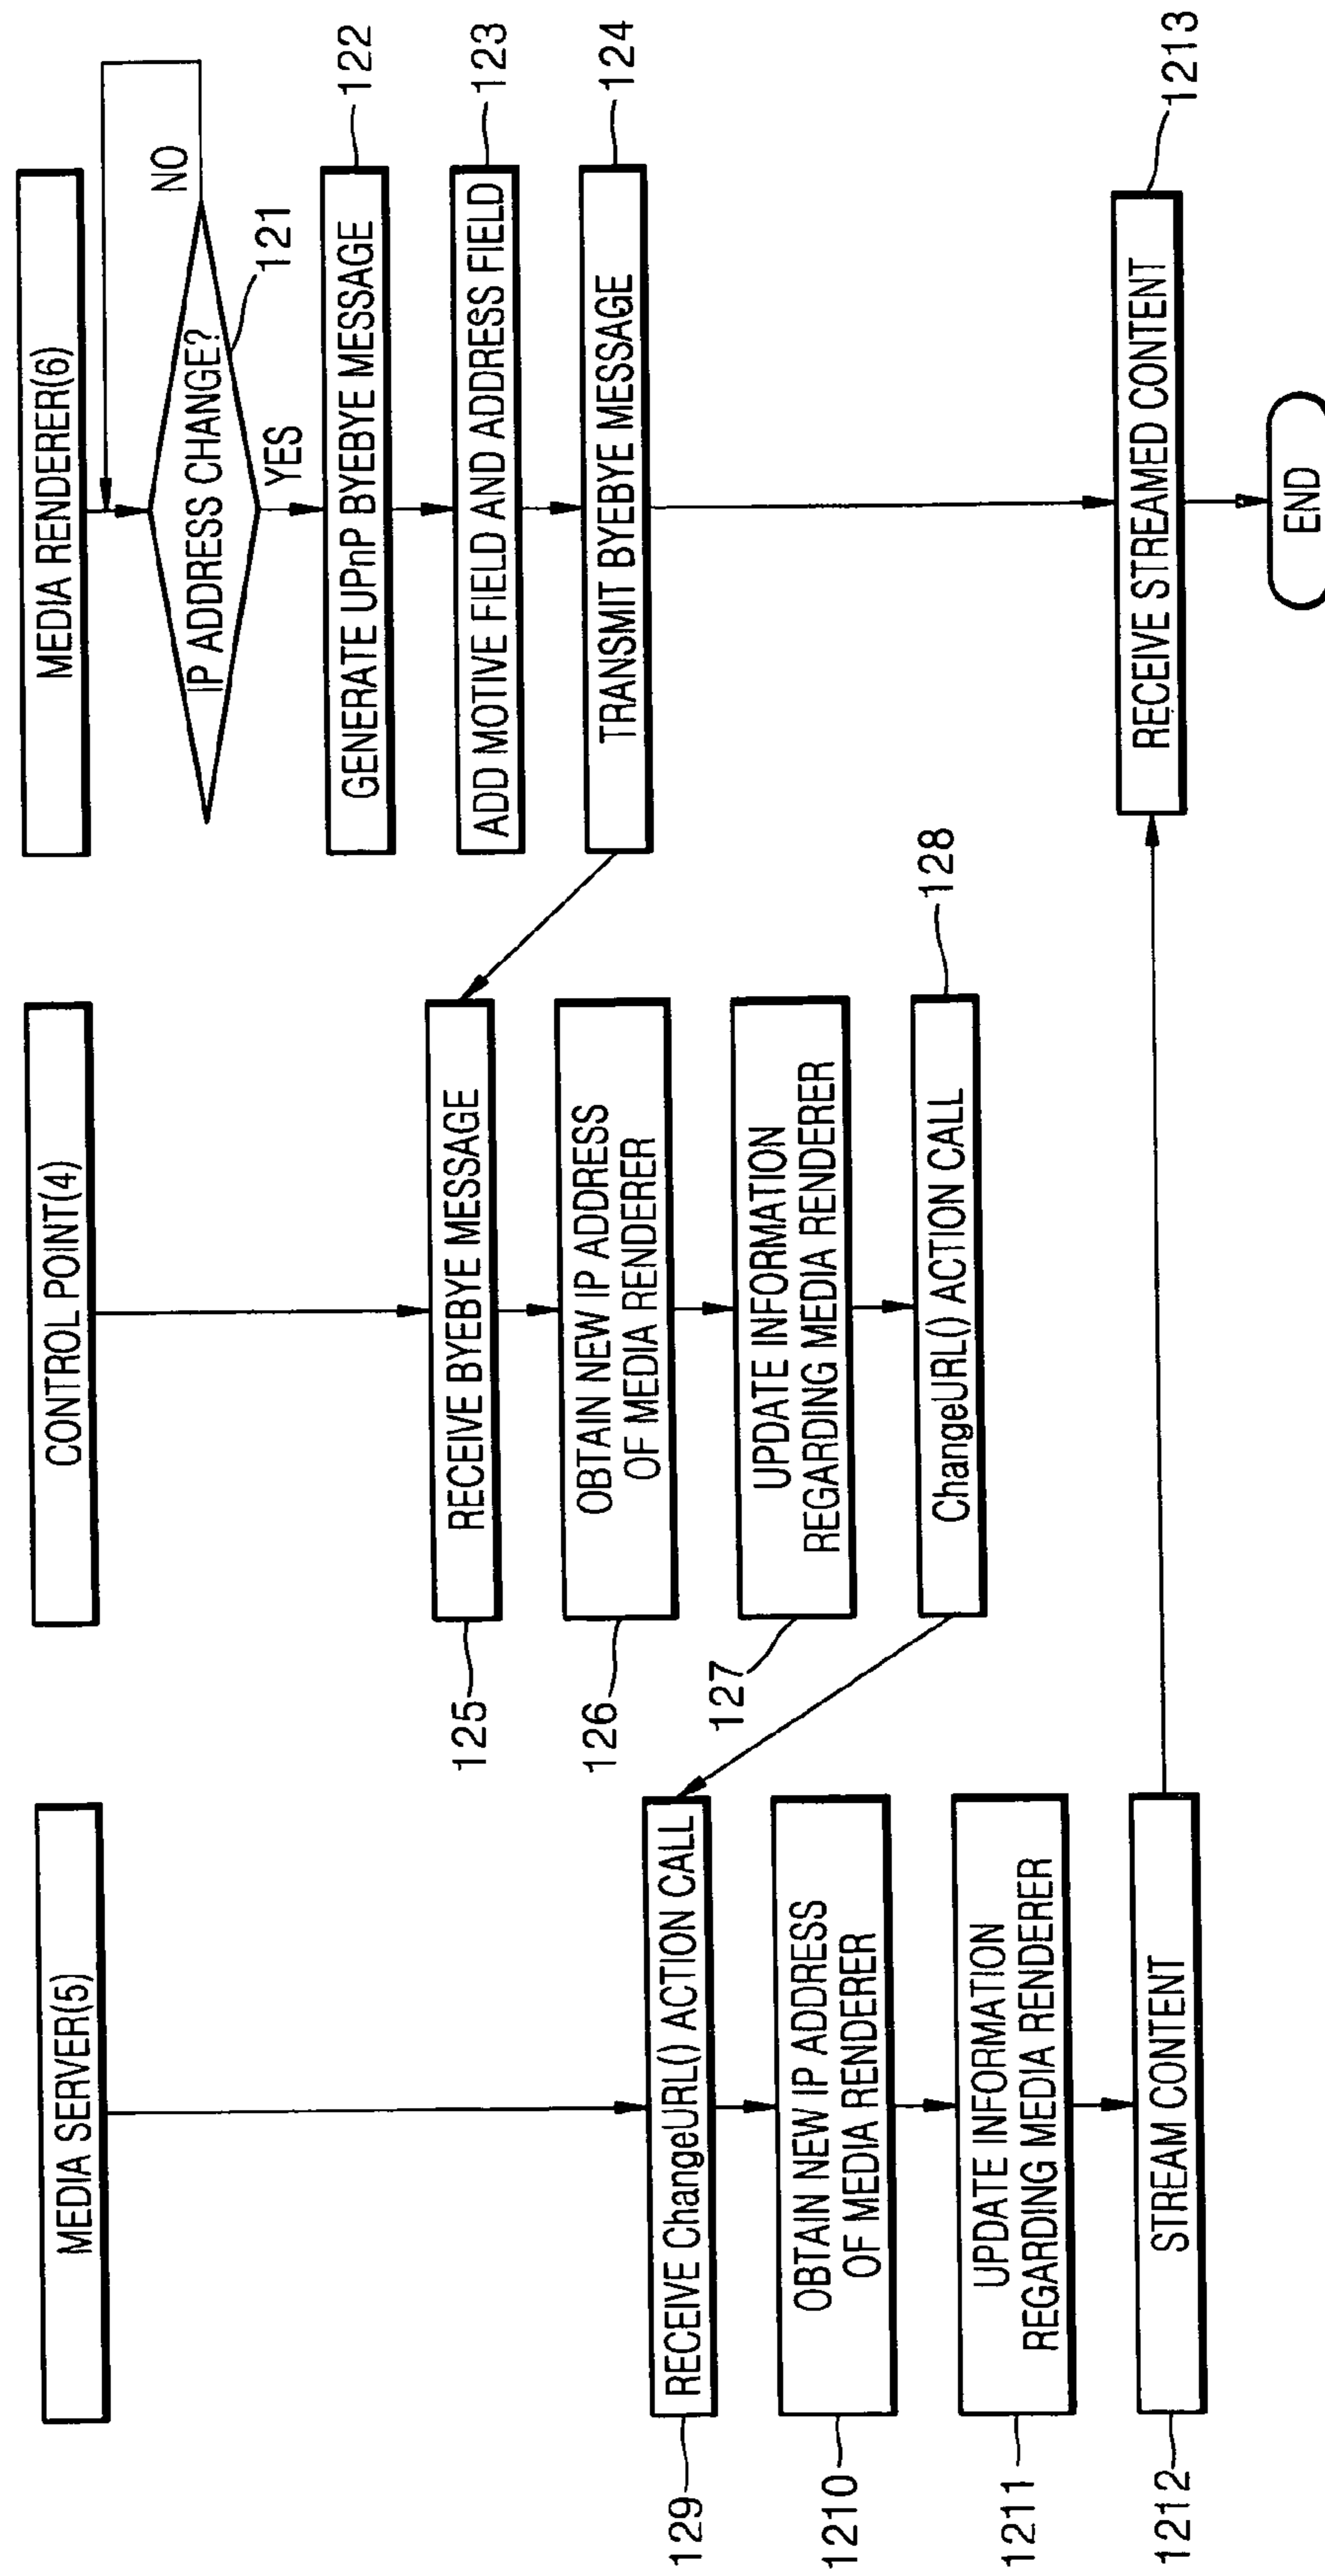 MEDIA SERVER(5)
RECEIVE ChangeURL() ACTION CALL
129
OBTAIN NEW IP ADDRESS
OF MEDIA RENDERER
1210
UPDATE INFORMATION
REGARDING MEDIA RENDERER
1211
STREAM CONTENT
1212
CONTROL POINT(4)
RECEIVE BYEBYE MESSAGE
125
OBTAIN NEW IP ADDRESS
OF MEDIA RENDERER
126
UPDATE INFORMATION
REGARDING MEDIA RENDERER
127
ChangeURL() ACTION CALL
128
MEDIA RENDERER(6)
IP ADDRESS CHANGE?
NO
121
YES
GENERATE UPnP BYEBYE MESSAGE
122
ADD MOTIVE FIELD AND ADDRESS FIELD
123
TRANSMIT BYEBYE MESSAGE
124
RECEIVE STREAMED CONTENT
1213
END